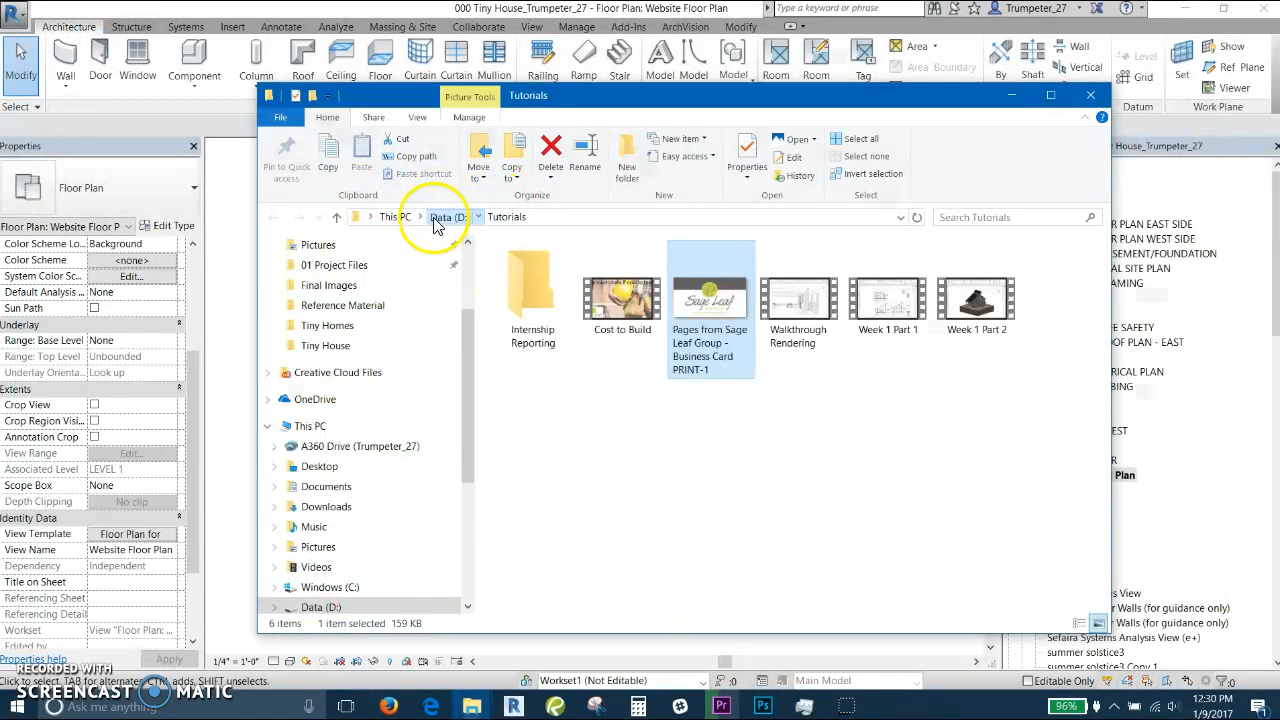 000 Tiny House_Trumpeter_27 - Floor Plan: Website Floor Plan
Type a keyword or phrase
Trumpeter_27
Architecture Structure Systems Insert Annotate Analyze Massing & Site Collaborate View Manage Add-Ins ArchVision Modify
Modify Wall Door Window Component Column Roof Ceiling Floor Curtain Curtain Mullion Railing Ramp Stair Model Model Model Room Room Tag
Area
Area Boundary
By Shaft
Wall
Vertical
Level
Grid
Set
Show
Ref Plane
Viewer
Select
Datum
Work Plane
Picture Tools
Tutorials
File Home Share View Manage
Pin to Quick access
Copy
Paste
Cut
Copy path
Paste shortcut
Move to
Copy to
Delete
Rename
New folder
New item
Easy access
Properties
Open
Edit
History
Select all
Select none
Invert selection
Clipboard Organize New Open Select
This PC
Data (D:
Tutorials
Search Tutorials
Pictures
01 Project Files
Final Images
Reference Material
Tiny Homes
Tiny House
Creative Cloud Files
OneDrive
This PC
A360 Drive (Trumpeter_27)
Desktop
Documents
Downloads
Music
Pictures
Videos
Windows (C:)
Data (D:)
Sage Leaf
Internship Reporting
Cost to Build
Pages from Sage Leaf Group - Business Card PRINT-1
Walkthrough Rendering
Week 1 Part 1
Week 1 Part 2
6 items 1 item selected 159 KB
Properties
Floor Plan
Floor Plan: Website Floor P
Edit Type
Color Scheme Lo... Background
Color Scheme <none>
System Color Sc... Edit...
Default Analysis ... None
Sun Path
Underlay
Range: Base Level None
Range: Top Level Unbounded
Underlay Orienta... Look up
Extents
Crop View
Crop Region Visi...
Annotation Crop
View Range Edit...
Associated Level LEVEL 1
Scope Box None
Depth Clipping No clip
Identity Data
View Template Floor Plan for
View Name Website Floor Plan
Dependency Independent
Title on Sheet
Referencing Sheet
Referencing Detail
Workset View "Floor Plan: ...
Edited by
Properties help
Apply
House_Trumpeter_27
PLAN EAST SIDE
PLAN WEST SIDE
MEMBRANE/FOUNDATION
AL SITE PLAN
AMING
E SAFETY
OR PLAN - EAST
RICAL PLAN
BING
EST
R
Plan
s View
r Walls (for guidance only)
r Walls (for guidance only)
Sefaira Systems Analysis View (e+)
summer solstice3
summer solstice3 Copy 1
1/4" = 1'-0"
RECORDED WITH
SCREENCAST MATIC
Click to select, TAB for alternates, CTRL adds, SHIFT unselects.
Workset1 (Not Editable)
:0
Main Model
Editable Only
:0
Ask me anything
96%
12:30 PM
1/9/2017